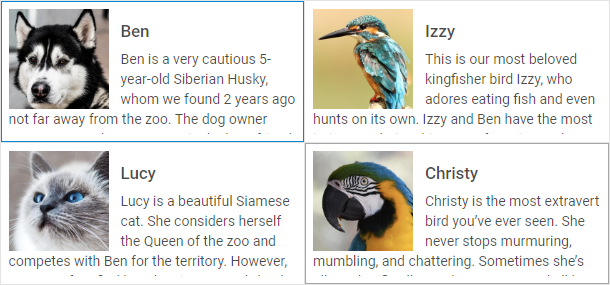 Ben
Ben is a very cautious 5-
year-old Siberian Husky,
whom we found 2 years ago
not far away from the zoo. The dog owner
Izzy
This is our most beloved
kingfisher bird Izzy, who
adores eating fish and even
hunts on its own. Izzy and Ben have the most
Lucy
Lucy is a beautiful Siamese
cat. She considers herself
the Queen of the zoo and
competes with Ben for the territory. However,
Christy
Christy is the most extravert
bird you've ever seen. She
never stops murmuring,
mumbling, and chattering. Sometimes she's